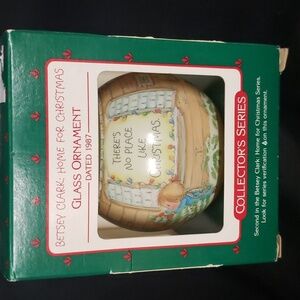 BETSEY CLARK: HOME FOR CHRISTMAS
GLASS ORNAMENT
DATED 1987
THERE'S
NO PLACE
LIKE
CHRISTMAS.
COLLECTOR'S SERIES
Second in the Betsey Clark: Home for Christmas Series.
Look for series verification on this ornament.